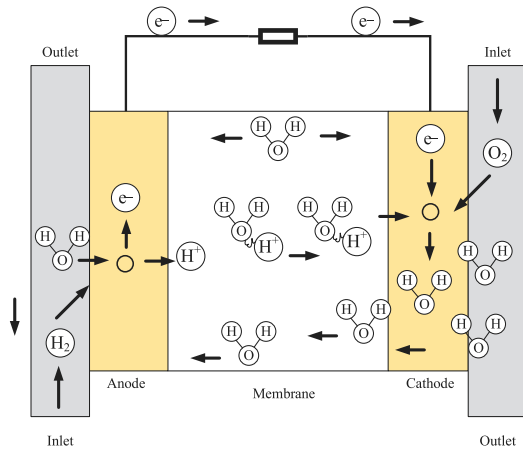 e– e–
Outlet Inlet
H H
O
e– O₂
e–
H H H H
O H⁺ O H⁺
H H
O H⁺
H H
O
H H
O
H₂
H H
O
H H
O
H H
O
Anode Membrane Cathode
Inlet Outlet